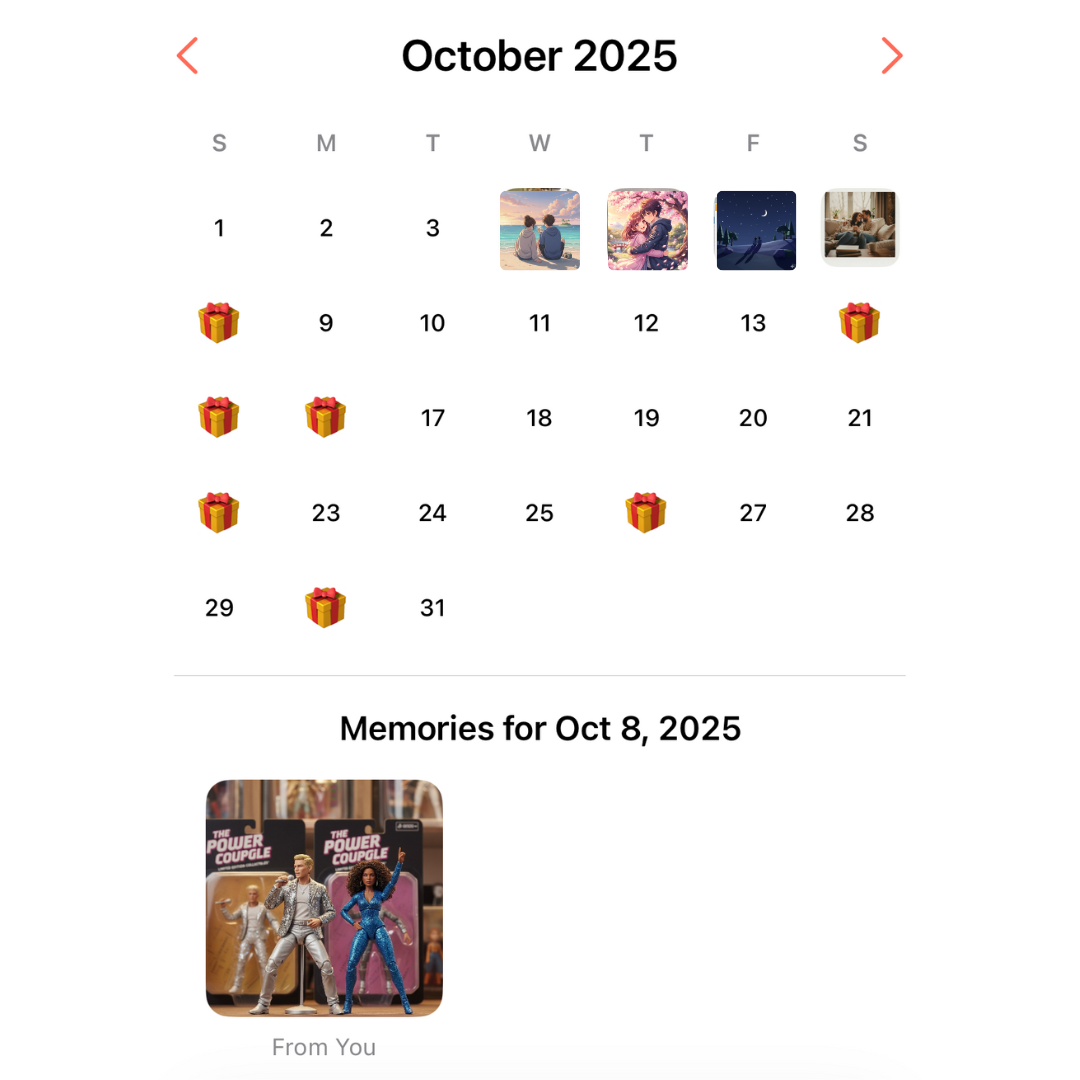 October 2025
S M T W T F S
1 2 3
9 10 11 12 13
17 18 19 20 21
23 24 25 27 28
29 31
Memories for Oct 8, 2025
THE
POWER
COUPGLE
THE
POWER
COUPGLE
From You